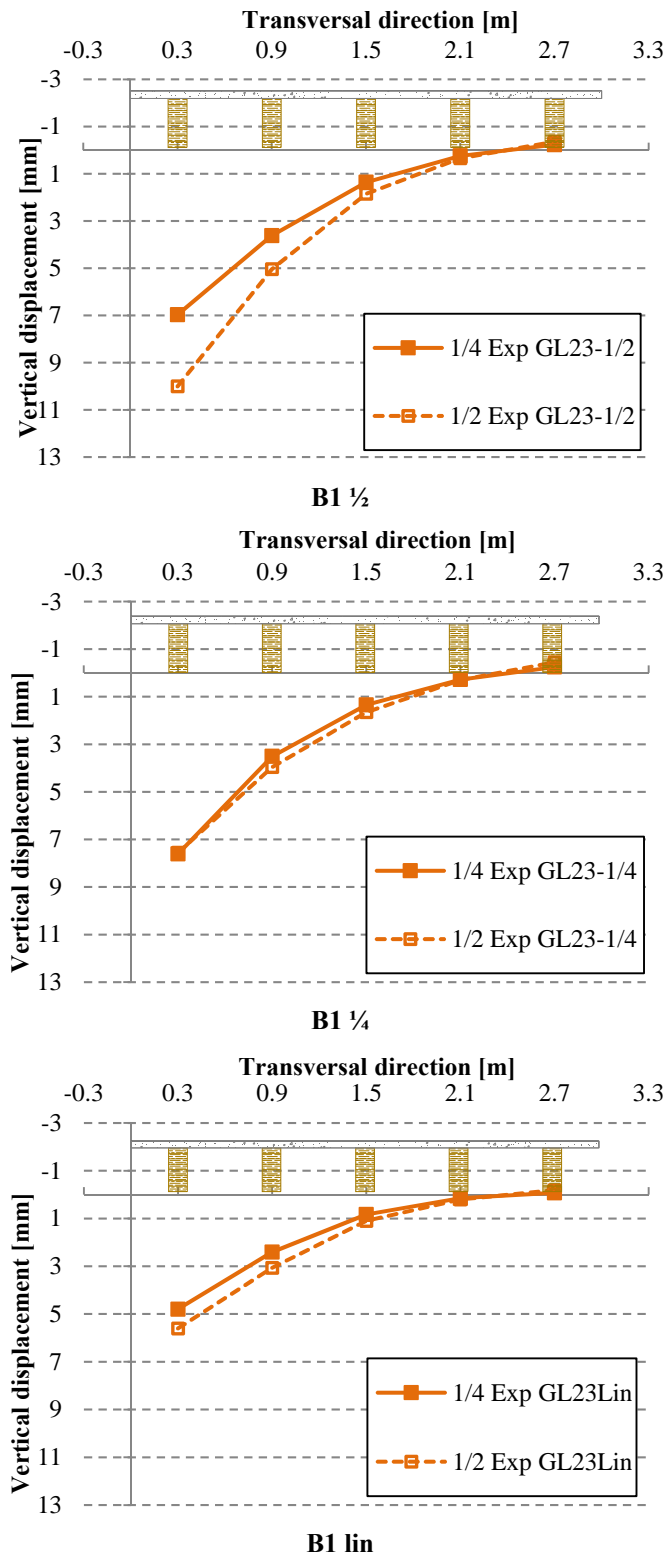 Transversal direction [m]
-0.3 0.3 0.9 1.5 2.1 2.7 3.3
Vertical displacement [mm]
-3
-1
1
3
5
7
9
11
13
1/4 Exp GL23-1/2
1/2 Exp GL23-1/2
B1 ½
Transversal direction [m]
-0.3 0.3 0.9 1.5 2.1 2.7 3.3
Vertical displacement [mm]
-3
-1
1
3
5
7
9
11
13
1/4 Exp GL23-1/4
1/2 Exp GL23-1/4
B1 ¼
Transversal direction [m]
-0.3 0.3 0.9 1.5 2.1 2.7 3.3
Vertical displacement [mm]
-3
-1
1
3
5
7
9
11
13
1/4 Exp GL23Lin
1/2 Exp GL23Lin
B1 lin